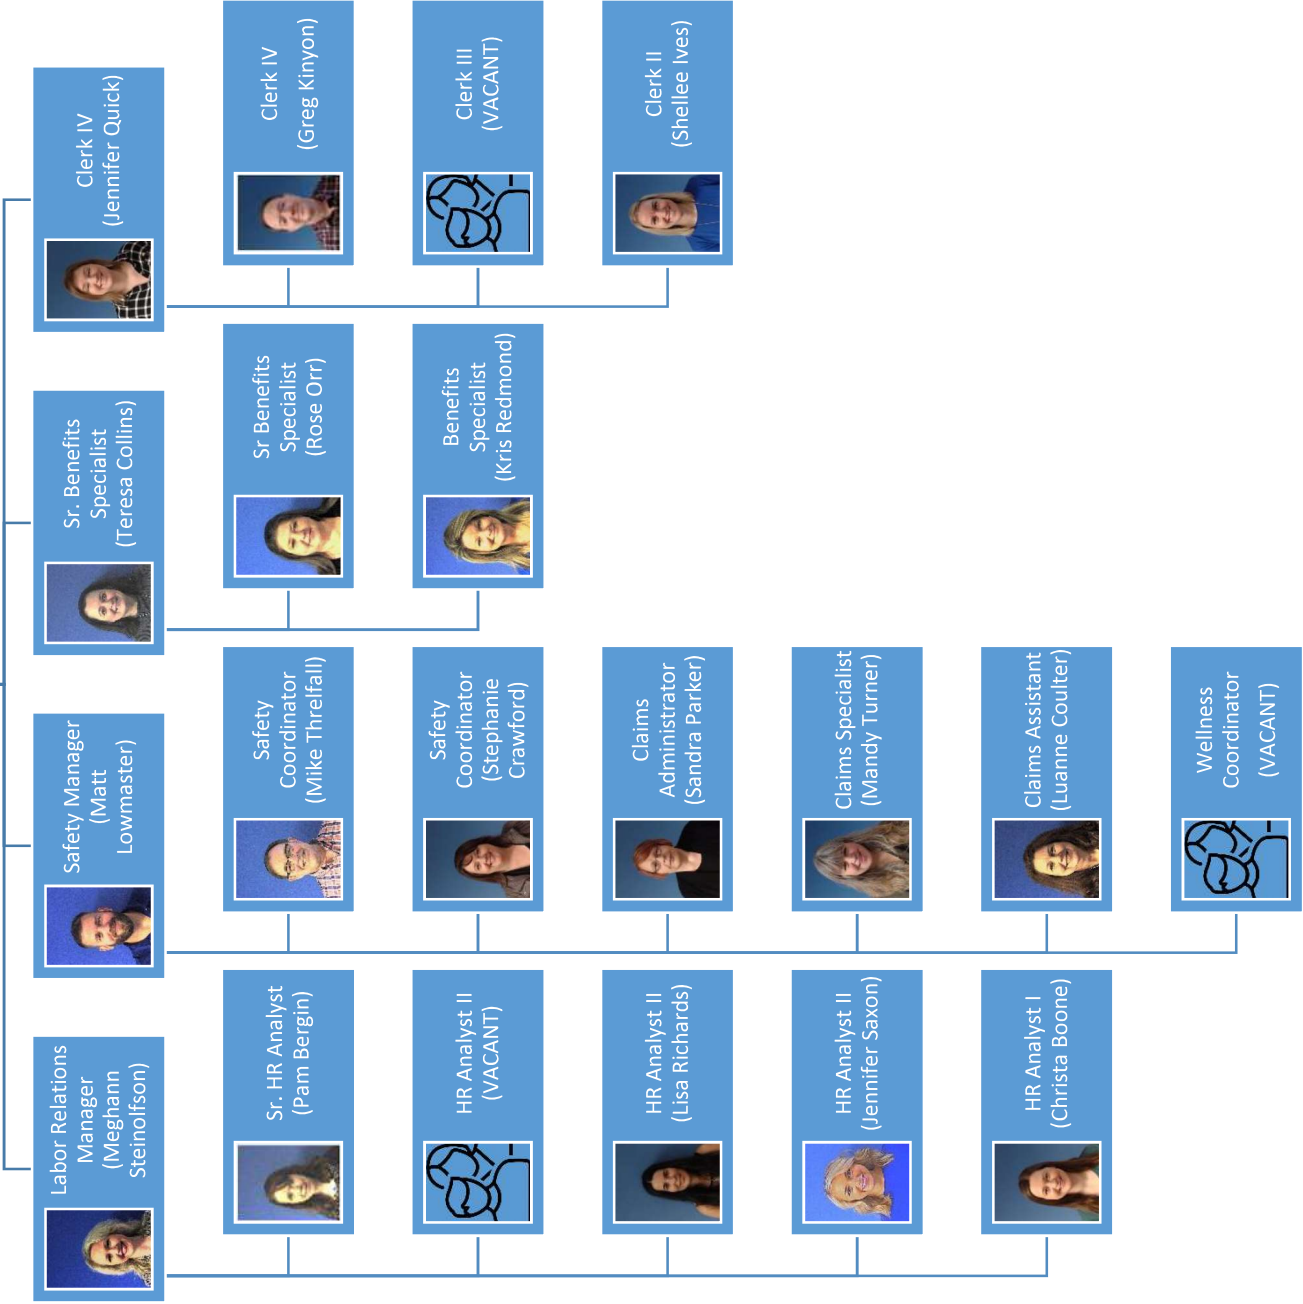 Labor Relations
Manager
(Meghann
Steinolfson)
Sr. HR Analyst
(Pam Bergin)
HR Analyst II
(VACANT)
HR Analyst II
(Lisa Richards)
HR Analyst II
(Jennifer Saxon)
HR Analyst I
(Christa Boone)
Safety Manager
(Matt
Lowmaster)
Safety
Coordinator
(Mike Threlfall)
Safety
Coordinator
(Stephanie
Crawford)
Claims
Administrator
(Sandra Parker)
Claims Specialist
(Mandy Turner)
Claims Assistant
(Luanne Coulter)
Wellness
Coordinator
(VACANT)
Sr. Benefits
Specialist
(Teresa Collins)
Sr Benefits
Specialist
(Rose Orr)
Benefits
Specialist
(Kris Redmond)
Clerk IV
(Jennifer Quick)
Clerk IV
(Greg Kinyon)
Clerk III
(VACANT)
Clerk II
(Shellee Ives)